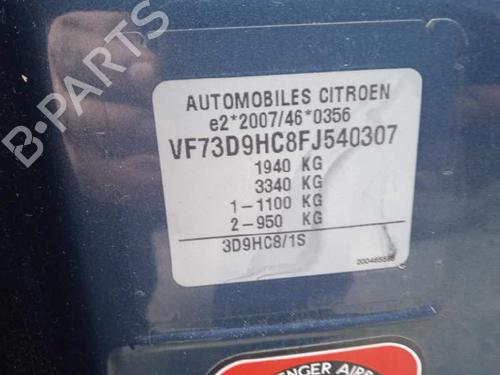 AUTOMOBILES CITROEN
e2*2007/46*0356
VF73D9HC8FJ540307
1940 KG
3340 KG
1-1100 KG
2-950 KG
3D9HC8/1S